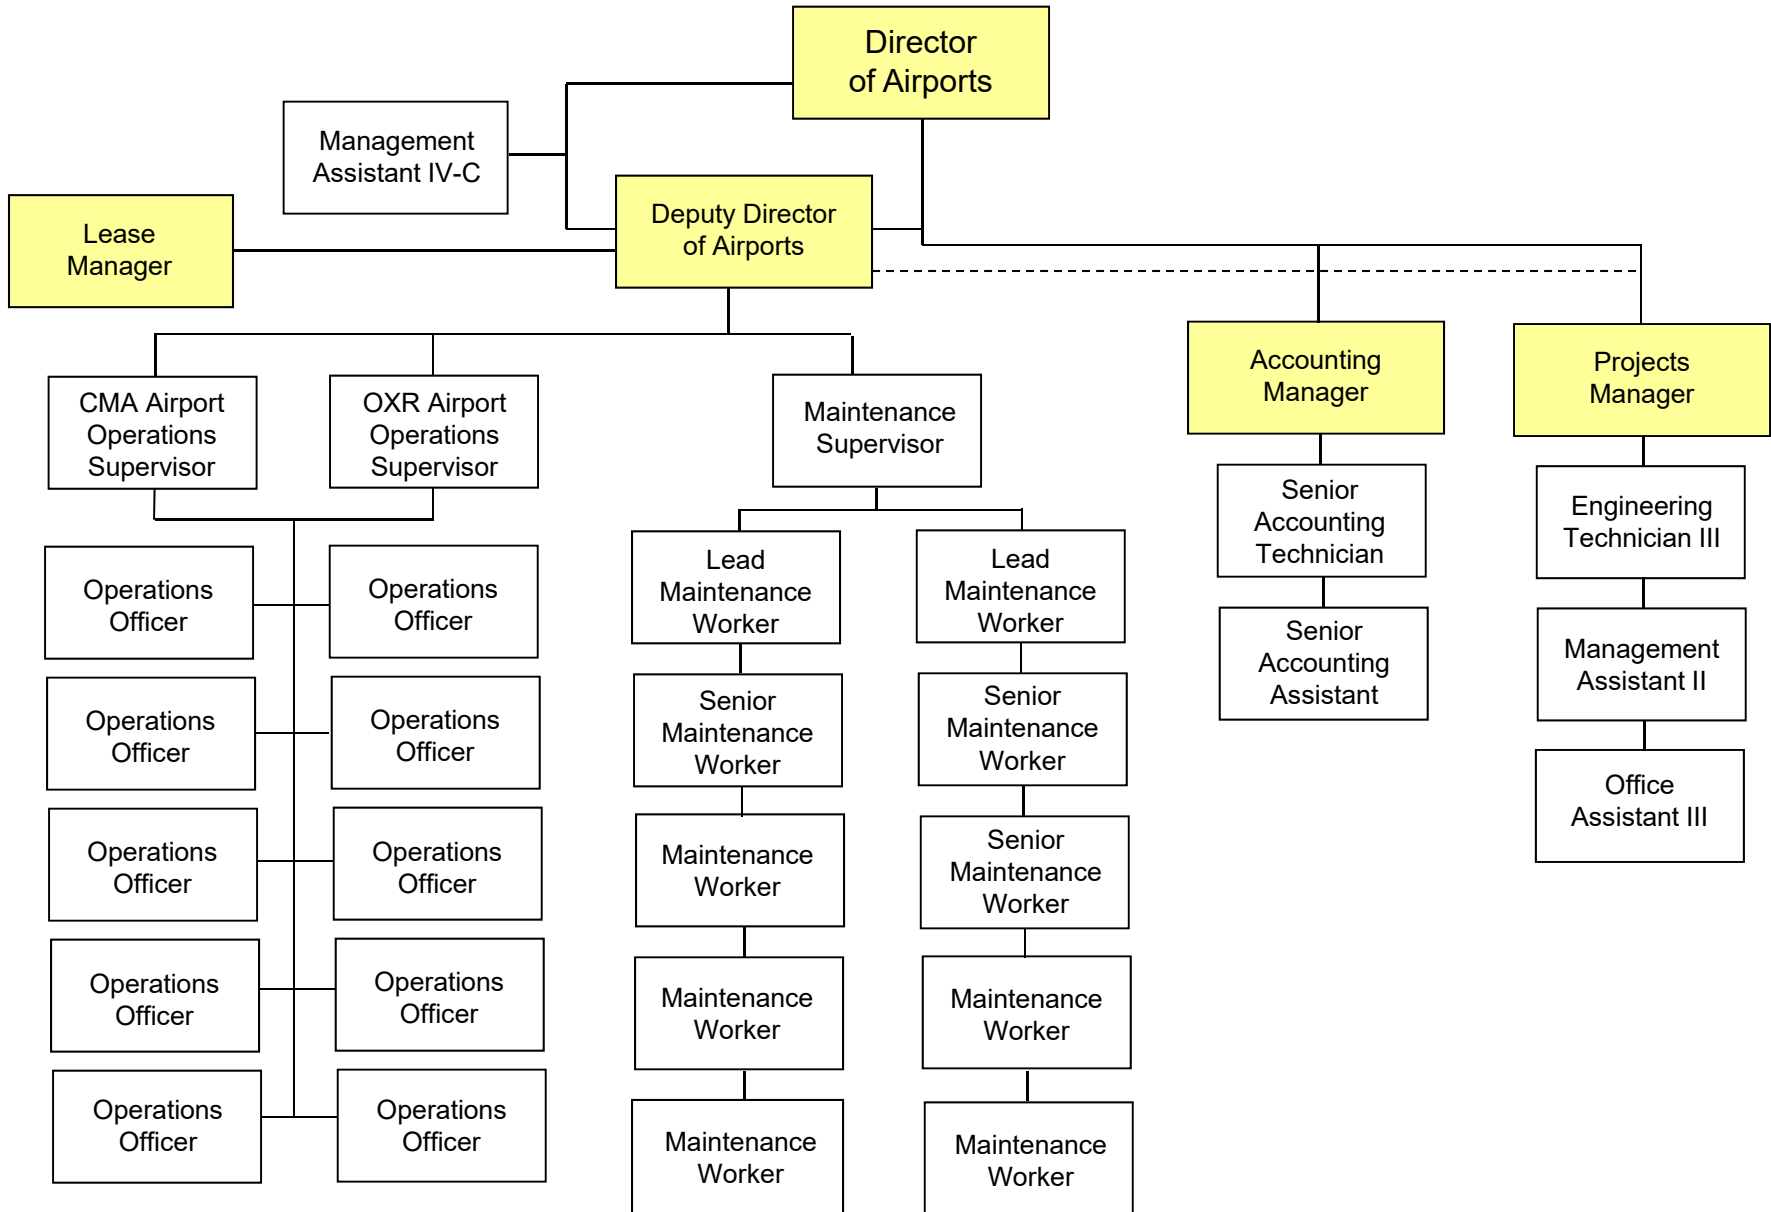 Director
of Airports
Management
Assistant IV-C
Deputy Director
of Airports
Lease
Manager
Accounting
Manager
Projects
Manager
CMA Airport
Operations
Supervisor
OXR Airport
Operations
Supervisor
Maintenance
Supervisor
Senior
Accounting
Technician
Engineering
Technician III
Operations
Officer
Operations
Officer
Lead
Maintenance
Worker
Lead
Maintenance
Worker
Senior
Accounting
Assistant
Management
Assistant II
Operations
Officer
Operations
Officer
Senior
Maintenance
Worker
Senior
Maintenance
Worker
Office
Assistant III
Operations
Officer
Operations
Officer
Maintenance
Worker
Senior
Maintenance
Worker
Operations
Officer
Operations
Officer
Maintenance
Worker
Maintenance
Worker
Operations
Officer
Operations
Officer
Maintenance
Worker
Maintenance
Worker